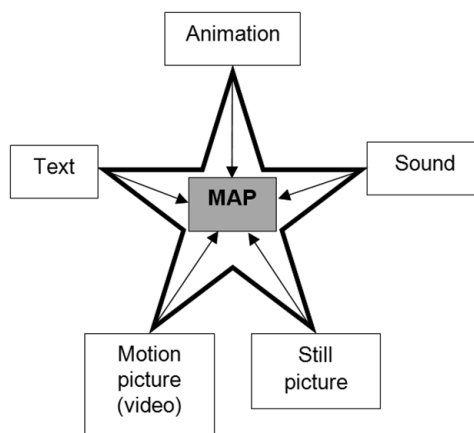 Animation
Text
Sound
MAP
Motion
picture
(video)
Still
picture